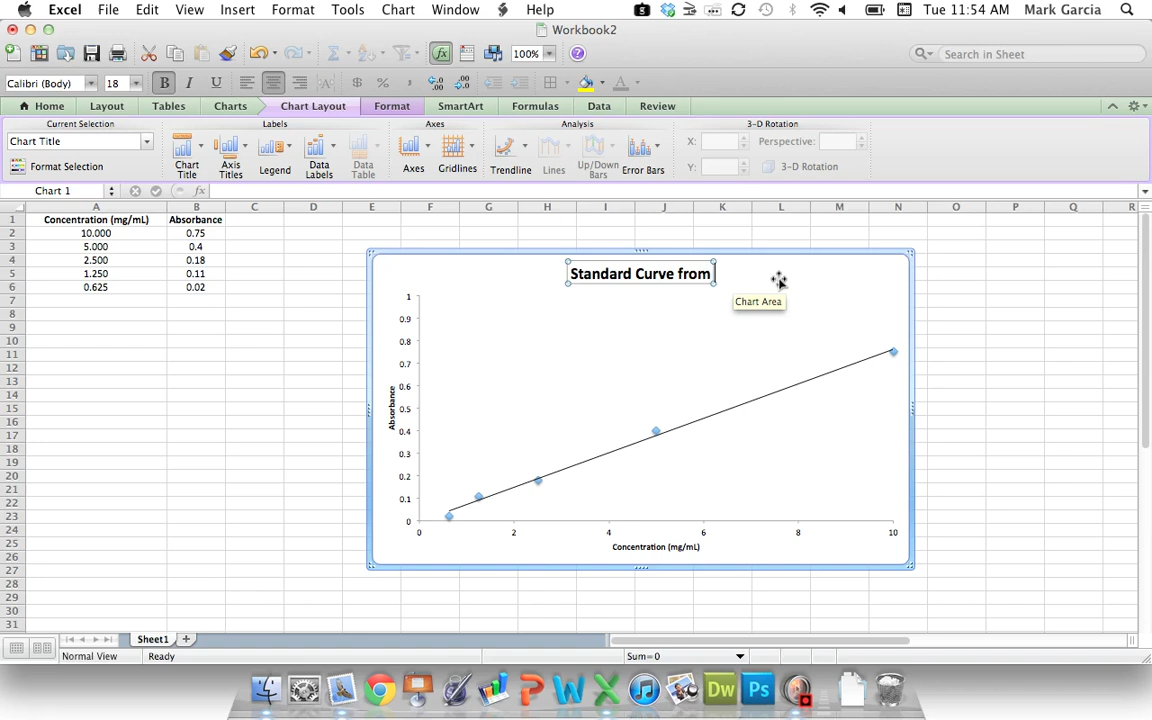 Excel File Edit View Insert Format Tools Chart Window Help Tue 11:54 AM Mark Garcia
Workbook2
100% Search in Sheet
Calibri (Body) 18 B I U
Home Layout Tables Charts Chart Layout Format SmartArt Formulas Data Review
Current Selection Labels Axes Analysis 3-D Rotation
Chart Title
Format Selection
Chart Title
Axis Titles
Legend
Data Labels
Data Table
Axes
Gridlines
Trendline
Lines
Up/Down Bars
Error Bars
X: Perspective:
Y: 3-D Rotation
Chart 1 fx
A B C D E F G H I J K L M N O P Q R
1 Concentration (mg/mL) Absorbance
2 10.000 0.75
3 5.000 0.4
4 2.500 0.18
5 1.250 0.11
6 0.625 0.02
7
8
9
10
11
12
13
14
15
16
17
18
19
20
21
22
23
24
25
26
27
28
29
30
31
Standard Curve from
Chart Area
1
0.9
0.8
0.7
0.6
0.5
0.4
0.3
0.2
0.1
0
Absorbance
0 2 4 6 8 10
Concentration (mg/mL)
Sheet1
Normal View Ready Sum=0
Dw Ps